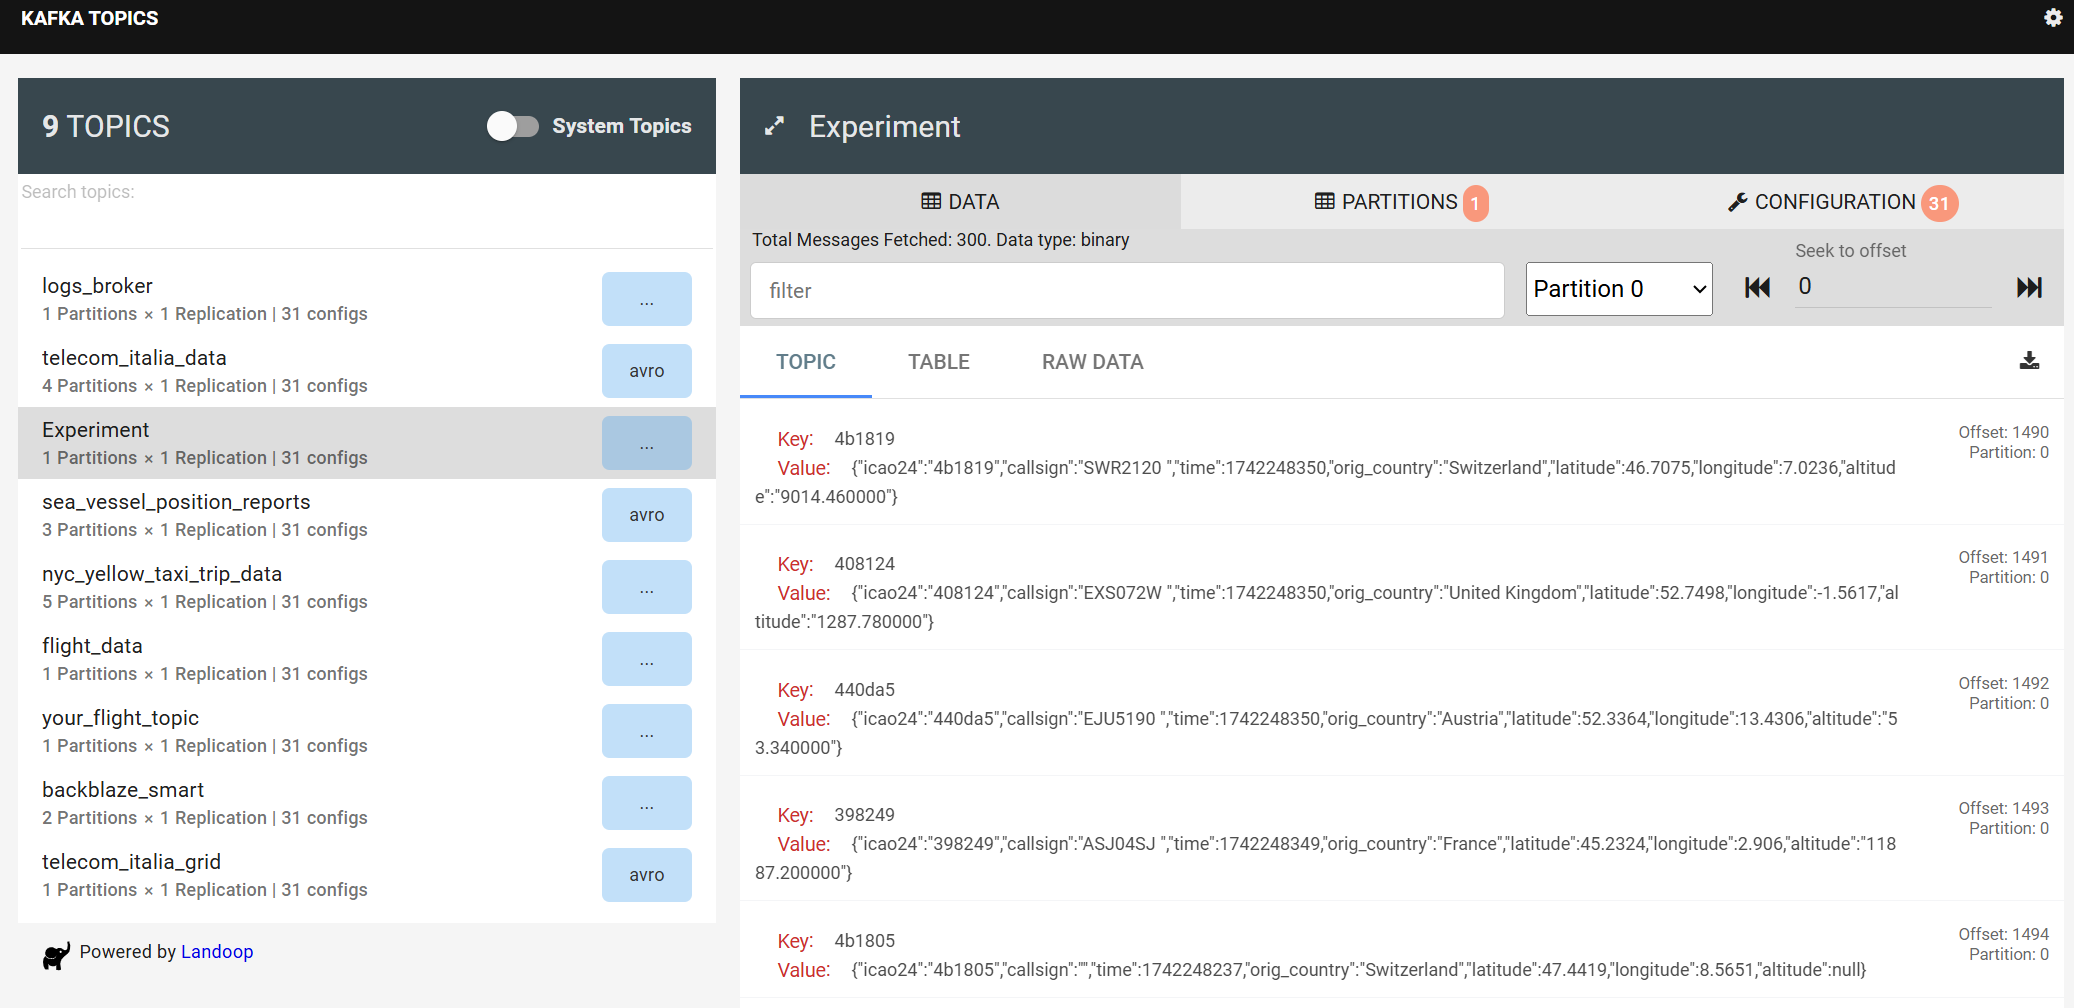 KAFKA TOPICS
9 TOPICS
System Topics
Search topics:
logs_broker
1 Partitions × 1 Replication | 31 configs
...
telecom_italia_data
4 Partitions × 1 Replication | 31 configs
avro
Experiment
1 Partitions × 1 Replication | 31 configs
...
sea_vessel_position_reports
3 Partitions × 1 Replication | 31 configs
avro
nyc_yellow_taxi_trip_data
5 Partitions × 1 Replication | 31 configs
...
flight_data
1 Partitions × 1 Replication | 31 configs
...
your_flight_topic
1 Partitions × 1 Replication | 31 configs
...
backblaze_smart
2 Partitions × 1 Replication | 31 configs
...
telecom_italia_grid
1 Partitions × 1 Replication | 31 configs
avro
Powered by Landoop
Experiment
DATA
PARTITIONS 1
CONFIGURATION 31
Total Messages Fetched: 300. Data type: binary
filter
Partition 0
Seek to offset
0
TOPIC
TABLE
RAW DATA
Key: 4b1819
Value: {"icao24":"4b1819","callsign":"SWR2120 ","time":1742248350,"orig_country":"Switzerland","latitude":46.7075,"longitude":7.0236,"altitud
e":"9014.460000"}
Offset: 1490
Partition: 0
Key: 408124
Value: {"icao24":"408124","callsign":"EXS072W ","time":1742248350,"orig_country":"United Kingdom","latitude":52.7498,"longitude":-1.5617,"al
titude":"1287.780000"}
Offset: 1491
Partition: 0
Key: 440da5
Value: {"icao24":"440da5","callsign":"EJU5190 ","time":1742248350,"orig_country":"Austria","latitude":52.3364,"longitude":13.4306,"altitude":"5
3.340000"}
Offset: 1492
Partition: 0
Key: 398249
Value: {"icao24":"398249","callsign":"ASJ04SJ ","time":1742248349,"orig_country":"France","latitude":45.2324,"longitude":2.906,"altitude":"118
87.200000"}
Offset: 1493
Partition: 0
Key: 4b1805
Value: {"icao24":"4b1805","callsign":"","time":1742248237,"orig_country":"Switzerland","latitude":47.4419,"longitude":8.5651,"altitude":null}
Offset: 1494
Partition: 0